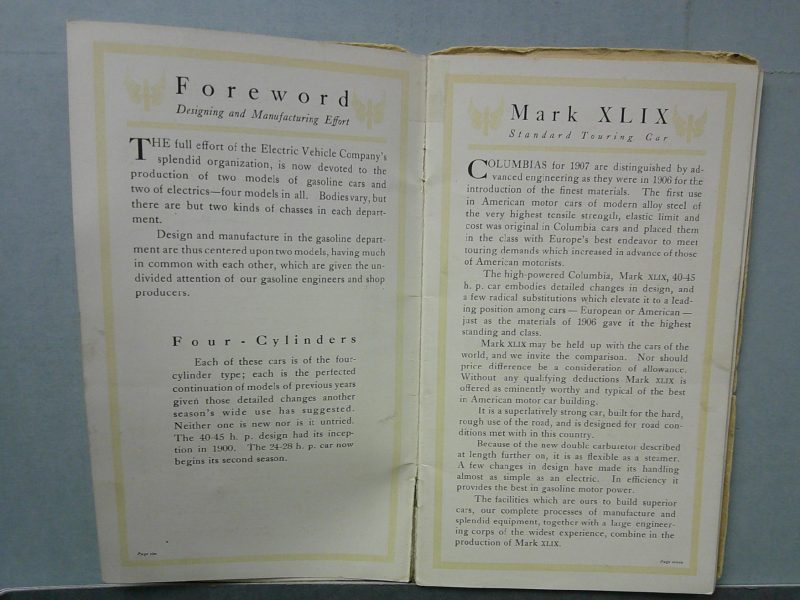 Foreword
Designing and Manufacturing Effort
THE full effort of the Electric Vehicle Company's
splendid organization, is now devoted to the
production of two models of gasoline cars and
two of electrics—four models in all. Bodies vary, but
there are but two kinds of chasses in each depart-
ment.
Design and manufacture in the gasoline depart-
ment are thus centered upon two models, having much
in common with each other, which are given the un-
divided attention of our gasoline engineers and shop
producers.
Four-Cylinders
Each of these cars is of the four-
cylinder type; each is the perfected
continuation of models of previous years
given those detailed changes another
season's wide use has suggested.
Neither one is new nor is it untried.
The 40-45 h. p. design had its incep-
tion in 1900. The 24-28 h. p. car now
begins its second season.
Page six
Mark XLIX
Standard Touring Car
COLUMBIAS for 1907 are distinguished by ad-
vanced engineering as they were in 1906 for the
introduction of the finest materials. The first use
in American motor cars of modern alloy steel of
the very highest tensile strength, elastic limit and
cost was original in Columbia cars and placed them
in the class with Europe's best endeavor to meet
touring demands which increased in advance of those
of American motorists.
The high-powered Columbia, Mark XLIX, 40-45
h. p. car embodies detailed changes in design, and
a few radical substitutions which elevate it to a lead-
ing position among cars — European or American —
just as the materials of 1906 gave it the highest
standing and class.
Mark XLIX may be held up with the cars of the
world, and we invite the comparison. Nor should
price difference be a consideration of allowance.
Without any qualifying deductions Mark XLIX is
offered as eminently worthy and typical of the best
in American motor car building.
It is a superlatively strong car, built for the hard,
rough use of the road, and is designed for road con-
ditions met with in this country.
Because of the new double carburetor described
at length further on, it is as flexible as a steamer.
A few changes in design have made its handling
almost as simple as an electric. In efficiency it
provides the best in gasoline motor power.
The facilities which are ours to build superior
cars, our complete processes of manufacture and
splendid equipment, together with a large engineer-
ing corps of the widest experience, combine in the
production of Mark XLIX.
Page seven